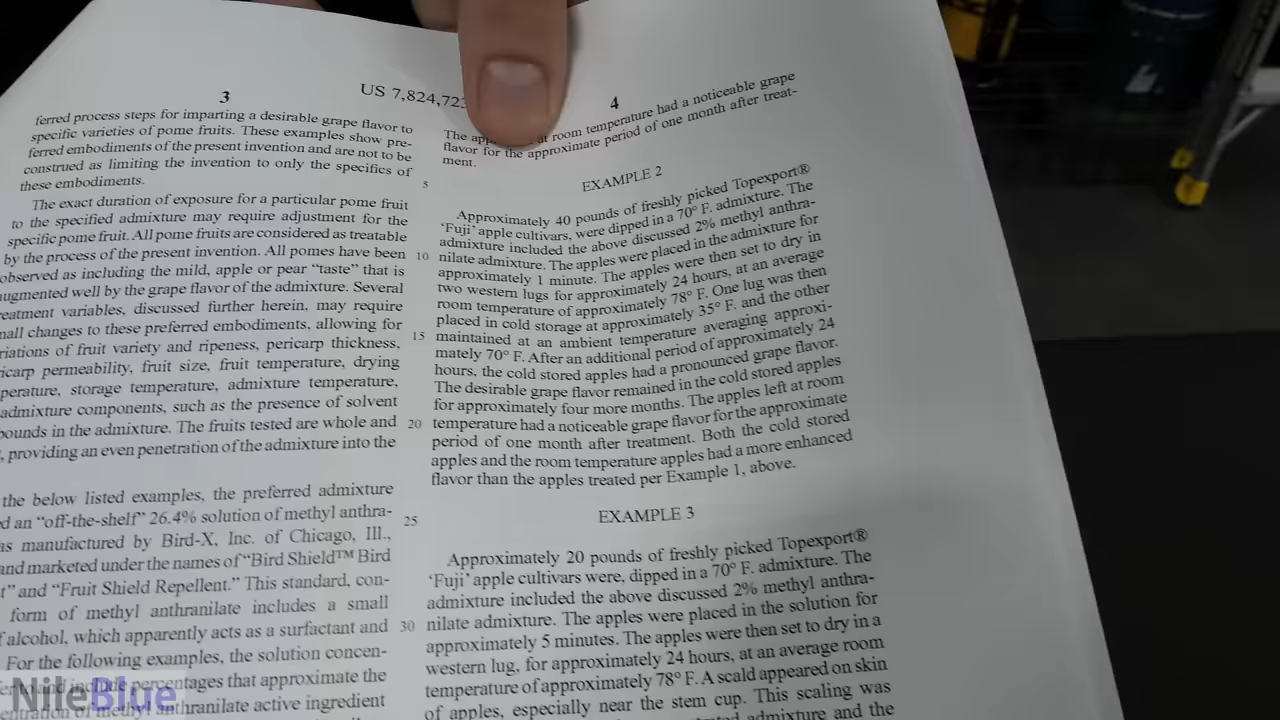 3
US 7,824,723
4
ferred process steps for imparting a desirable grape flavor to
specific varieties of pome fruits. These examples show pre-
ferred embodiments of the present invention and are not to be
construed as limiting the invention to only the specifics of
these embodiments.
The exact duration of exposure for a particular pome fruit
to the specified admixture may require adjustment for the
specific pome fruit. All pome fruits are considered as treatable
by the process of the present invention. All pomes have been
observed as including the mild, apple or pear “taste” that is
augmented well by the grape flavor of the admixture. Several
treatment variables, discussed further herein, may require
small changes to these preferred embodiments, allowing for
variations of fruit variety and ripeness, pericarp thickness,
pericarp permeability, fruit size, fruit temperature, drying
temperature, storage temperature, admixture temperature,
admixture components, such as the presence of solvent
in the admixture. The fruits tested are whole and
providing an even penetration of the admixture into the
the below listed examples, the preferred admixture
an “off-the-shelf” 26.4% solution of methyl anthra-
as manufactured by Bird-X, Inc. of Chicago, Ill.,
and marketed under the names of “Bird Shield™ Bird
and “Fruit Shield Repellent.” This standard, con-
form of methyl anthranilate includes a small
alcohol, which apparently acts as a surfactant and
For the following examples, the solution concen-
include percentages that approximate the
of methyl anthranilate active ingredient
5
10
15
20
25
30
The at room temperature had a noticeable grape
flavor for the approximate period of one month after treat-
ment.
EXAMPLE 2
Approximately 40 pounds of freshly picked Topexport®
‘Fuji’ apple cultivars, were dipped in a 70° F. admixture. The
admixture included the above discussed 2% methyl anthra-
nilate admixture. The apples were placed in the admixture for
approximately 1 minute. The apples were then set to dry in
two western lugs for approximately 24 hours, at an average
room temperature of approximately 78° F. One lug was then
placed in cold storage at approximately 35° F. and the other
maintained at an ambient temperature averaging approxi-
mately 70° F. After an additional period of approximately 24
hours, the cold stored apples had a pronounced grape flavor.
The desirable grape flavor remained in the cold stored apples
for approximately four more months. The apples left at room
temperature had a noticeable grape flavor for the approximate
period of one month after treatment. Both the cold stored
apples and the room temperature apples had a more enhanced
flavor than the apples treated per Example 1, above.
EXAMPLE 3
Approximately 20 pounds of freshly picked Topexport®
‘Fuji’ apple cultivars were, dipped in a 70° F. admixture. The
admixture included the above discussed 2% methyl anthra-
nilate admixture. The apples were placed in the solution for
approximately 5 minutes. The apples were then set to dry in a
western lug, for approximately 24 hours, at an average room
temperature of approximately 78° F. A scald appeared on skin
of apples, especially near the stem cup. This scaling was
admixture and the
NileBlue